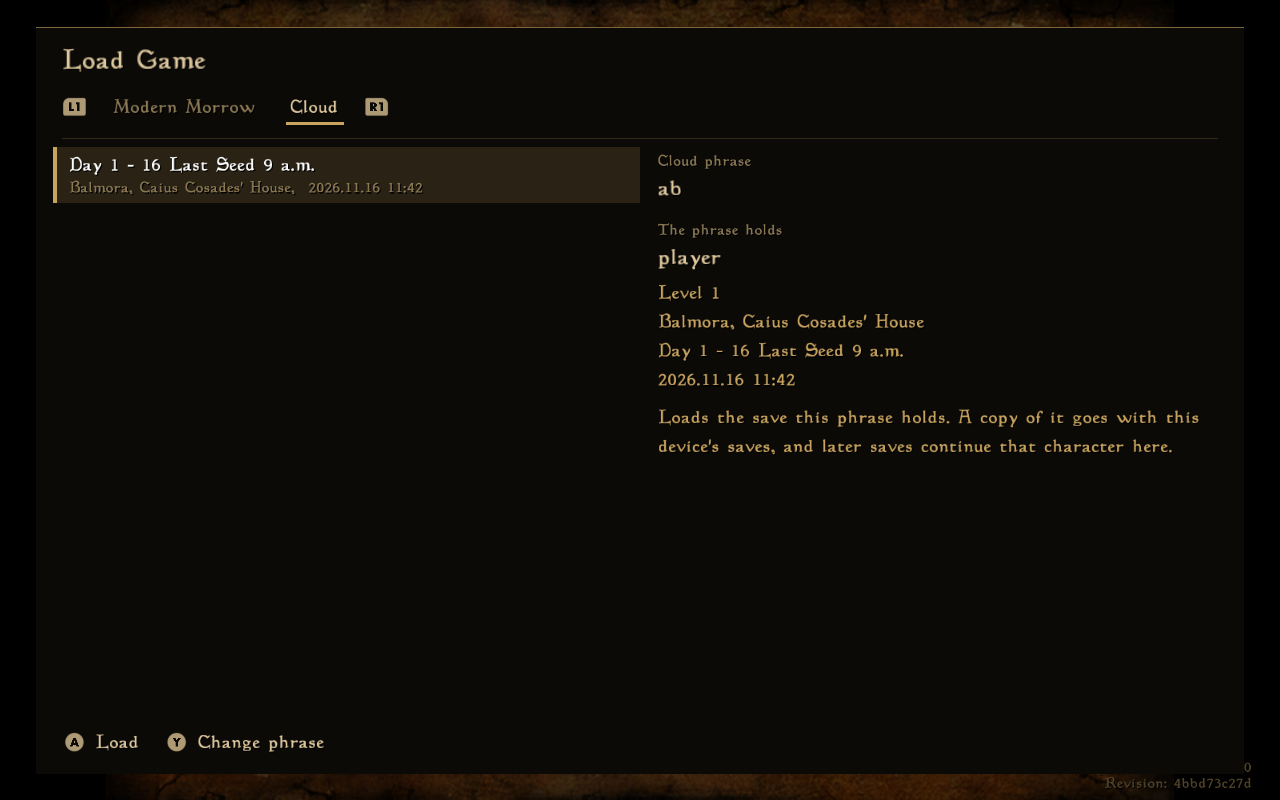 Load Game
L1 Modern Morrow Cloud R1
Day 1 - 16 Last Seed 9 a.m.
Balmora, Caius Cosades' House, 2026.11.16 11:42
Cloud phrase
ab
The phrase holds
player
Level 1
Balmora, Caius Cosades' House
Day 1 - 16 Last Seed 9 a.m.
2026.11.16 11:42
Loads the save this phrase holds. A copy of it goes with this
device's saves, and later saves continue that character here.
A Load Y Change phrase
0
Revision: 4bbd73c27d